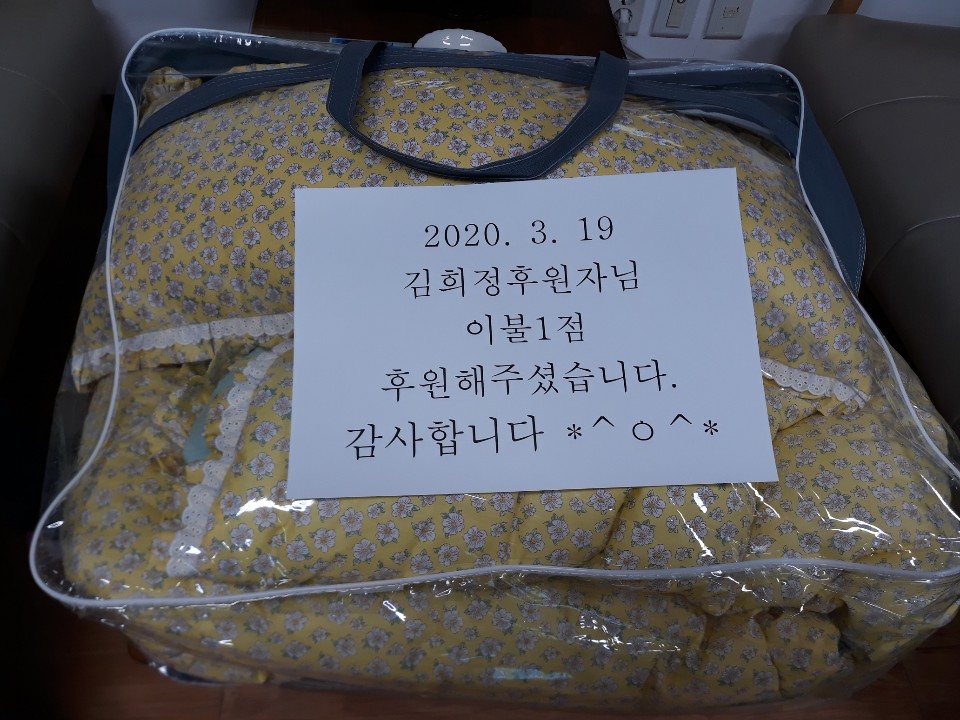 2020. 3. 19
김희정후원자님
이불1점
후원해주셨습니다.
감사합니다 *^ㅇ^*